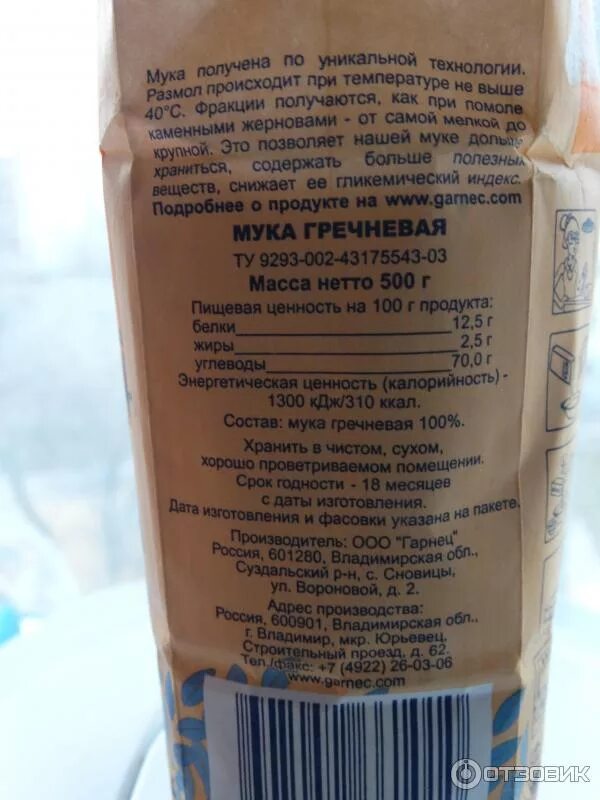 Мука получена по уникальной технологии.
Размол происходит при температуре не выше
40°С. Фракции получаются, как при помоле
каменными жерновами - от самой мелкой до
крупной. Это позволяет нашей муке дольше
храниться, содержать больше полезных
веществ, снижает ее гликемический индекс.
Подробнее о продукте на www.garnec.com
МУКА ГРЕЧНЕВАЯ
ТУ 9293-002-43175543-03
Масса нетто 500 г
Пищевая ценность на 100 г продукта:
белки 12,5 г
жиры 2,5 г
углеводы 70,0 г
Энергетическая ценность (калорийность) -
1300 кДж/310 ккал.
Состав: мука гречневая 100%.
Хранить в чистом, сухом,
хорошо проветриваемом помещении.
Срок годности - 18 месяцев
с даты изготовления.
Дата изготовления и фасовки указана на пакете.
Производитель: ООО "Гарнец"
Россия, 601280, Владимирская обл.,
Суздальский р-н, с. Сновицы,
ул. Вороновой, д. 2.
Адрес производства:
Россия, 600901, Владимирская обл.,
г. Владимир, мкр. Юрьевец,
Строительный проезд, д. 62.
Тел./факс: +7 (4922) 26-03-06
www.garnec.com
ОТЗОВИК